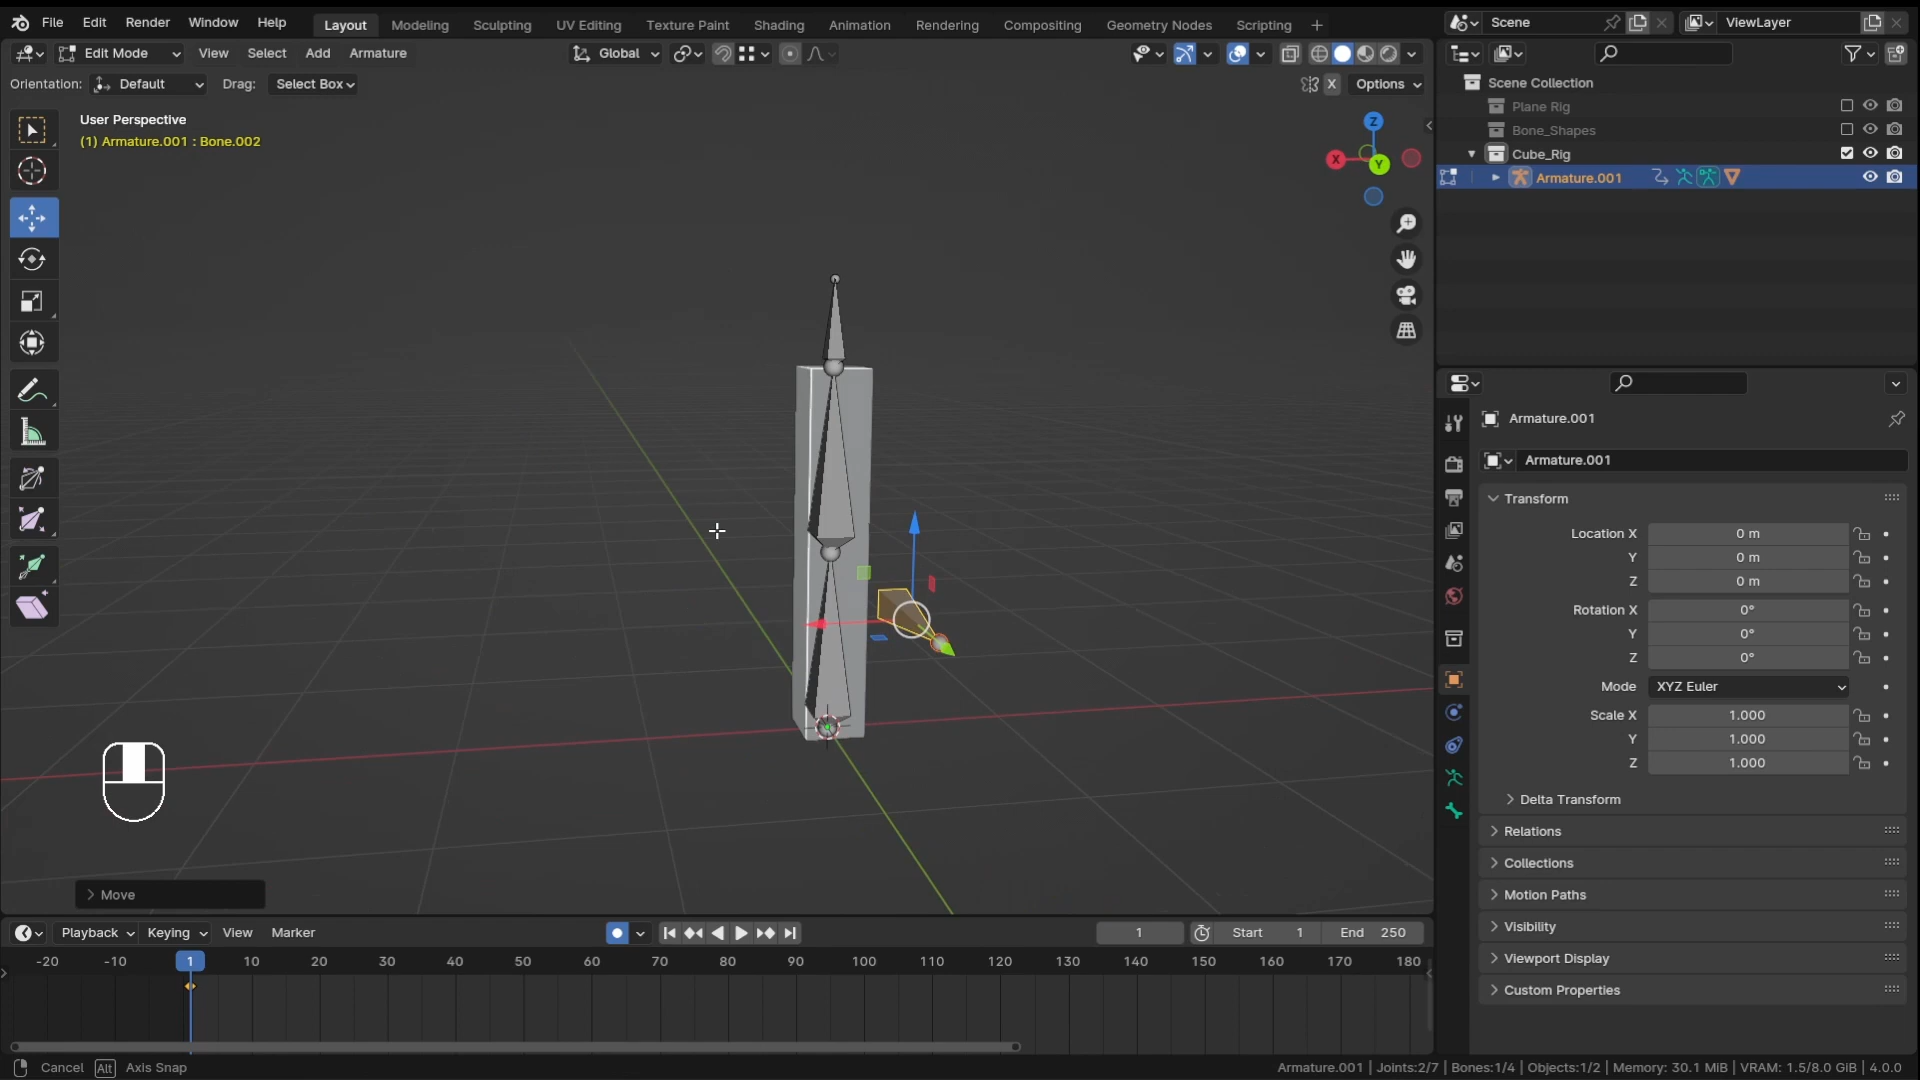 File Edit Render Window Help Layout Modeling Sculpting UV Editing Texture Paint Shading Animation Rendering Compositing Geometry Nodes Scripting + Scene ViewLayer
Edit Mode View Select Add Armature Global
Orientation: Default Drag: Select Box X Options
User Perspective
(1) Armature.001 : Bone.002
Z
X
Y
Move
Scene Collection
Plane Rig
Bone_Shapes
Cube_Rig
Armature.001
Armature.001
Armature.001
Transform
Location X 0 m
Y 0 m
Z 0 m
Rotation X 0°
Y 0°
Z 0°
Mode XYZ Euler
Scale X 1.000
Y 1.000
Z 1.000
Delta Transform
Relations
Collections
Motion Paths
Visibility
Viewport Display
Custom Properties
Playback Keying View Marker 1 Start 1 End 250
-20 -10 1 10 20 30 40 50 60 70 80 90 100 110 120 130 140 150 160 170 180
Cancel Alt Axis Snap Armature.001 | Joints:2/7 | Bones:1/4 | Objects:1/2 | Memory: 30.1 MiB | VRAM: 1.5/8.0 GiB | 4.0.0